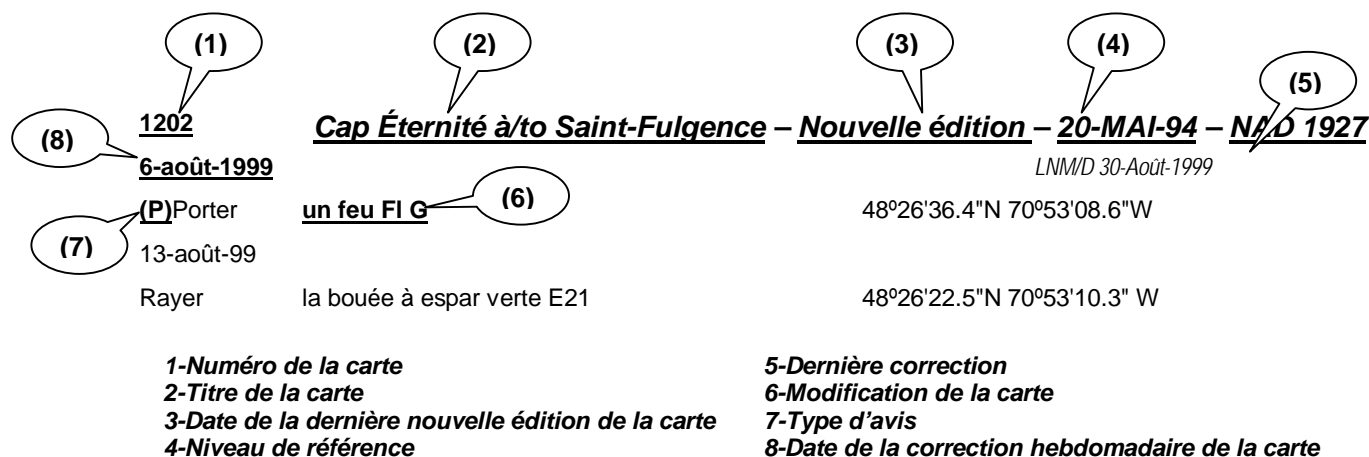 (1) (2) (3) (4)
(5)
1202 Cap Éternité à/to Saint-Fulgence – Nouvelle édition – 20-MAI-94 – NAD 1927
(8)
6-août-1999 LNM/D 30-Août-1999
(P)Porter un feu Fl G (6) 48º26'36.4"N 70º53'08.6"W
(7)
13-août-99
Rayer la bouée à espar verte E21 48º26'22.5"N 70º53'10.3" W
1-Numéro de la carte 5-Dernière correction
2-Titre de la carte 6-Modification de la carte
3-Date de la dernière nouvelle édition de la carte 7-Type d'avis
4-Niveau de référence 8-Date de la correction hebdomadaire de la carte